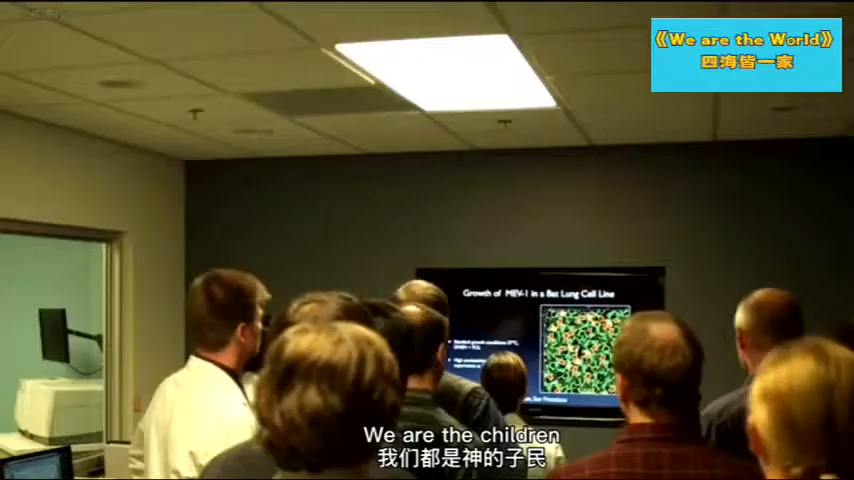 《We are the World》
四海皆一家
Growth of MEV-1 in a Bat Lung Cell Line
We are the children
我们都是神的子民